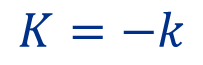 K = −k